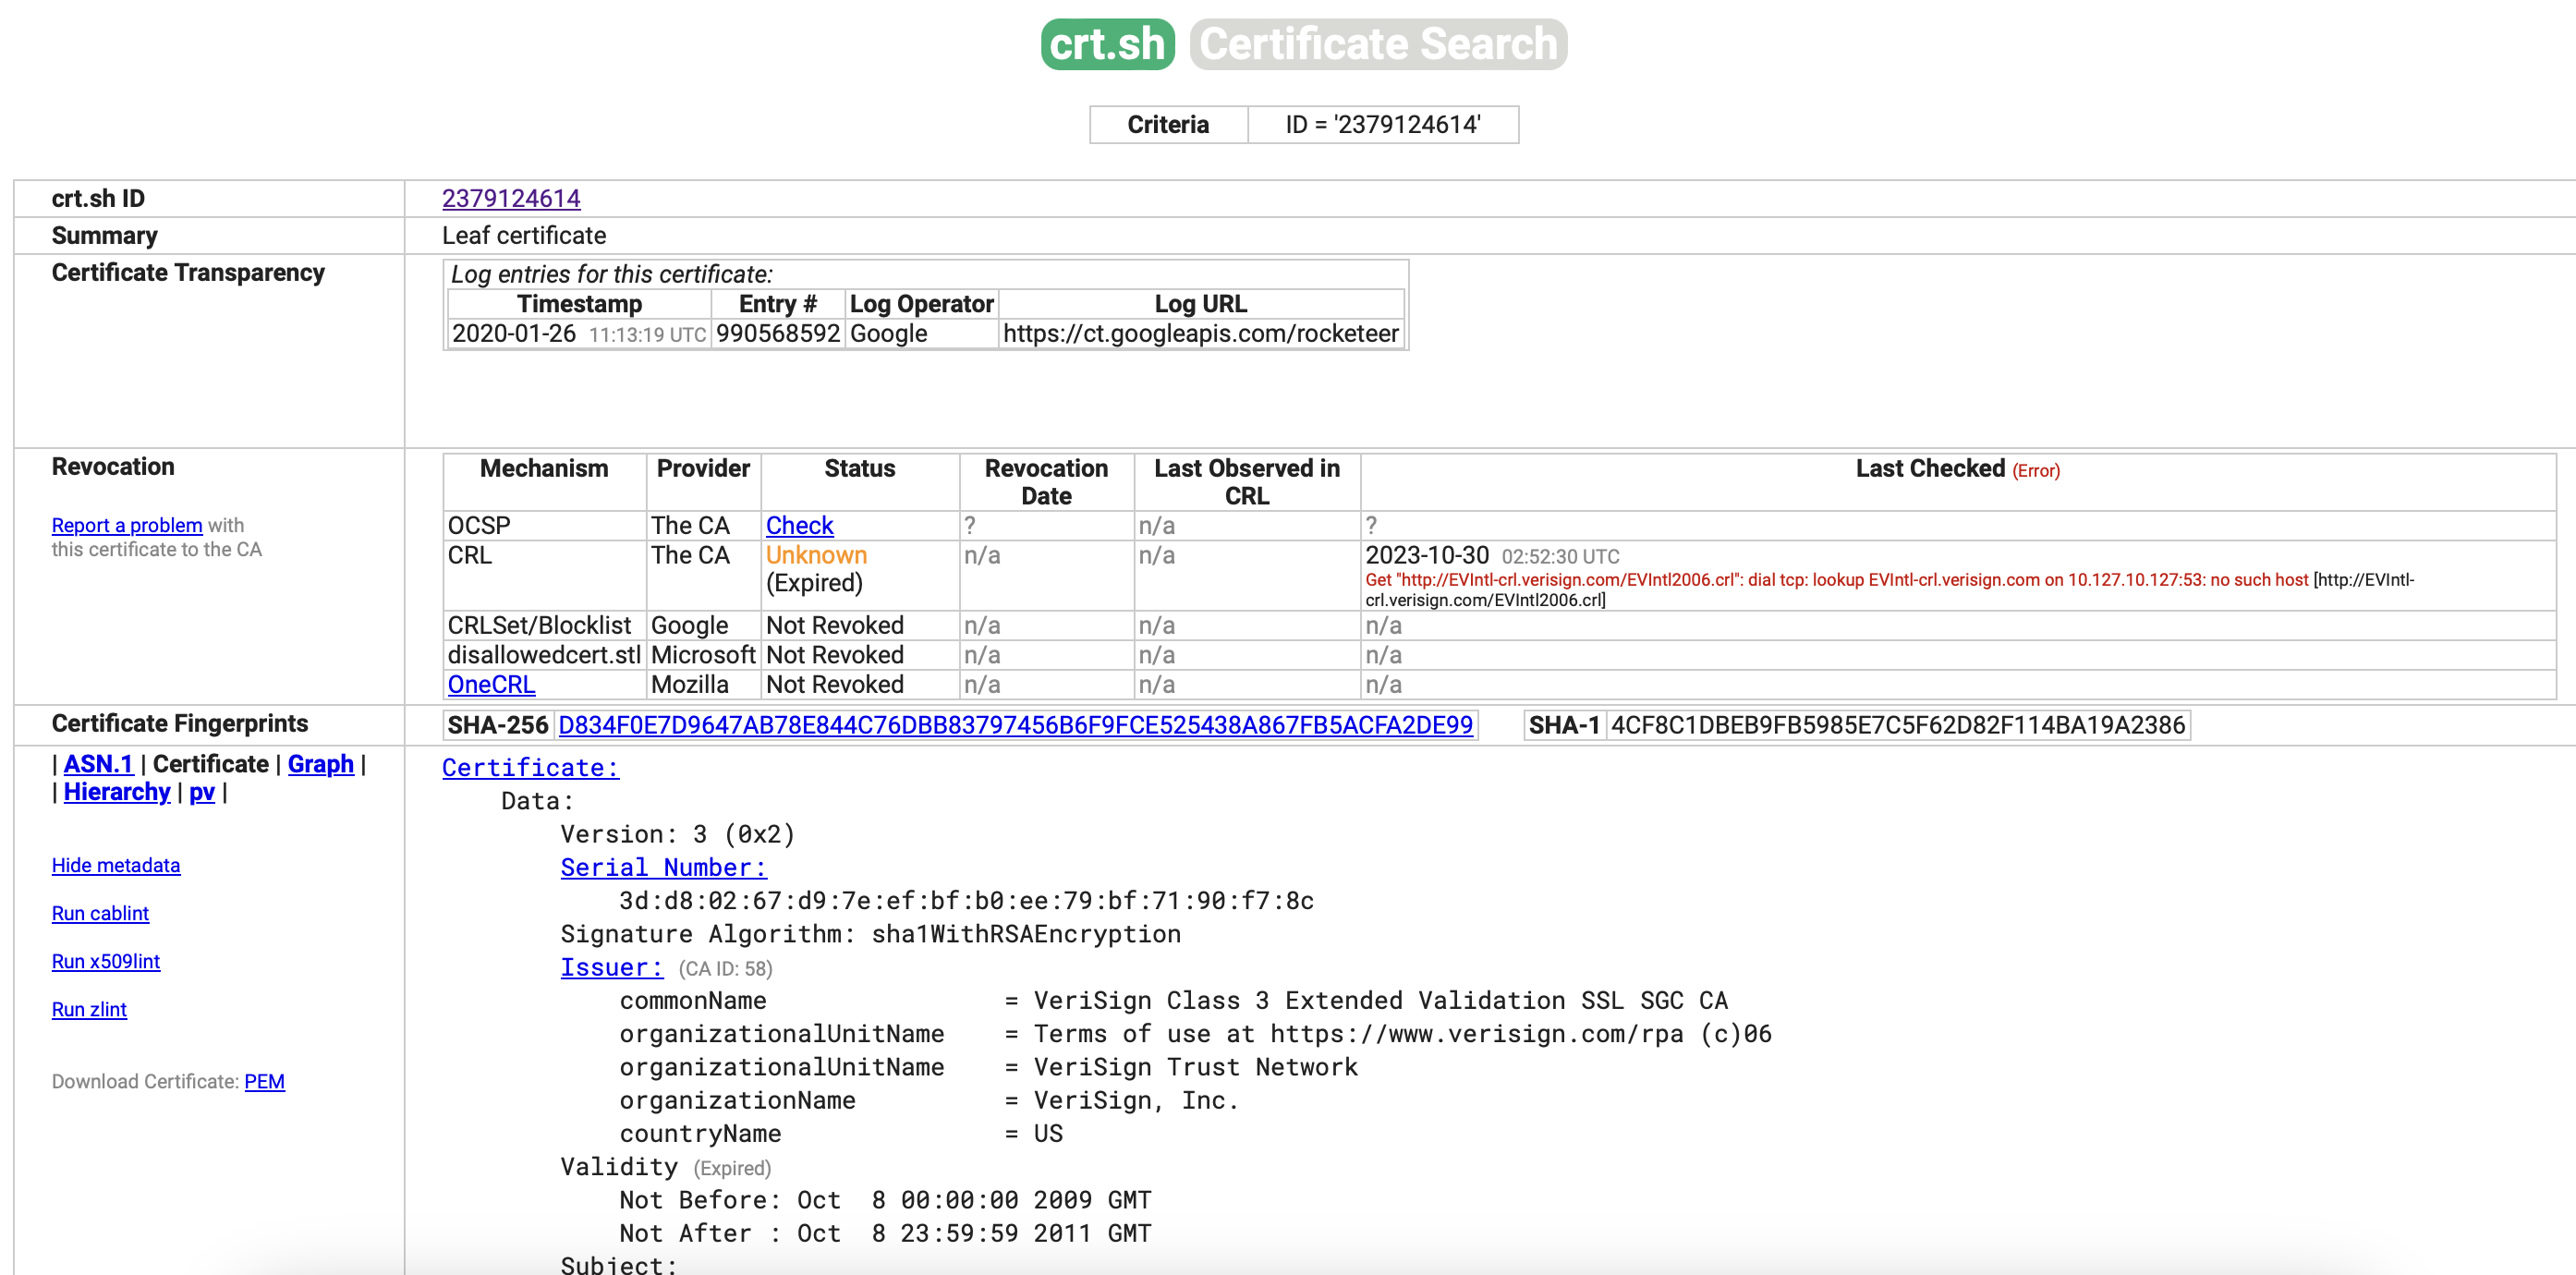 crt.sh Certificate Search
Criteria ID = '2379124614'
crt.sh ID 2379124614
Summary Leaf certificate
Certificate Transparency
Log entries for this certificate:
Timestamp Entry # Log Operator Log URL
2020-01-26 11:13:19 UTC 990568592 Google https://ct.googleapis.com/rocketeer
Revocation
Report a problem with
this certificate to the CA
Mechanism Provider Status Revocation Date Last Observed in CRL Last Checked (Error)
OCSP The CA Check ? n/a ?
CRL The CA Unknown (Expired) n/a n/a 2023-10-30 02:52:30 UTC
Get "http://EVIntl-crl.verisign.com/EVIntl2006.crl": dial tcp: lookup EVIntl-crl.verisign.com on 10.127.10.127:53: no such host [http://EVIntl-
crl.verisign.com/EVIntl2006.crl]
CRLSet/Blocklist Google Not Revoked n/a n/a n/a
disallowedcert.stl Microsoft Not Revoked n/a n/a n/a
OneCRL Mozilla Not Revoked n/a n/a n/a
Certificate Fingerprints SHA-256 D834F0E7D9647AB78E844C76DBB83797456B6F9FCE525438A867FB5ACFA2DE99 SHA-1 4CF8C1DBEB9FB5985E7C5F62D82F114BA19A2386
| ASN.1 | Certificate | Graph |
| Hierarchy | pv |
Hide metadata
Run cablint
Run x509lint
Run zlint
Download Certificate: PEM
Certificate:
Data:
Version: 3 (0x2)
Serial Number:
3d:d8:02:67:d9:7e:ef:bf:b0:ee:79:bf:71:90:f7:8c
Signature Algorithm: sha1WithRSAEncryption
Issuer: (CA ID: 58)
commonName = VeriSign Class 3 Extended Validation SSL SGC CA
organizationalUnitName = Terms of use at https://www.verisign.com/rpa (c)06
organizationalUnitName = VeriSign Trust Network
organizationName = VeriSign, Inc.
countryName = US
Validity (Expired)
Not Before: Oct 8 00:00:00 2009 GMT
Not After : Oct 8 23:59:59 2011 GMT
Subject: